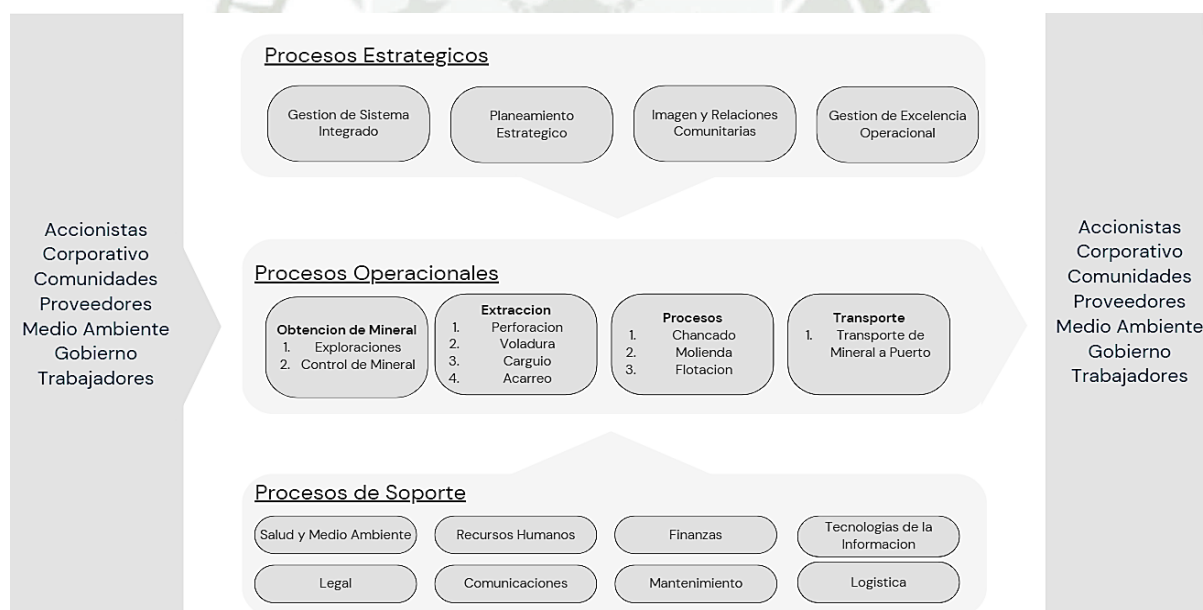 Accionistas
Corporativo
Comunidades
Proveedores
Medio Ambiente
Gobierno
Trabajadores
Procesos Estrategicos
Gestion de Sistema
Integrado
Planeamiento
Estrategico
Imagen y Relaciones
Comunitarias
Gestion de Excelencia
Operacional
Procesos Operacionales
Obtencion de Mineral
1. Exploraciones
2. Control de Mineral
Extraccion
1. Perforacion
2. Voladura
3. Carguio
4. Acarreo
Procesos
1. Chancado
2. Molienda
3. Flotacion
Transporte
1. Transporte de
Mineral a Puerto
Procesos de Soporte
Salud y Medio Ambiente
Recursos Humanos
Finanzas
Tecnologias de la
Informacion
Legal
Comunicaciones
Mantenimiento
Logistica
Accionistas
Corporativo
Comunidades
Proveedores
Medio Ambiente
Gobierno
Trabajadores